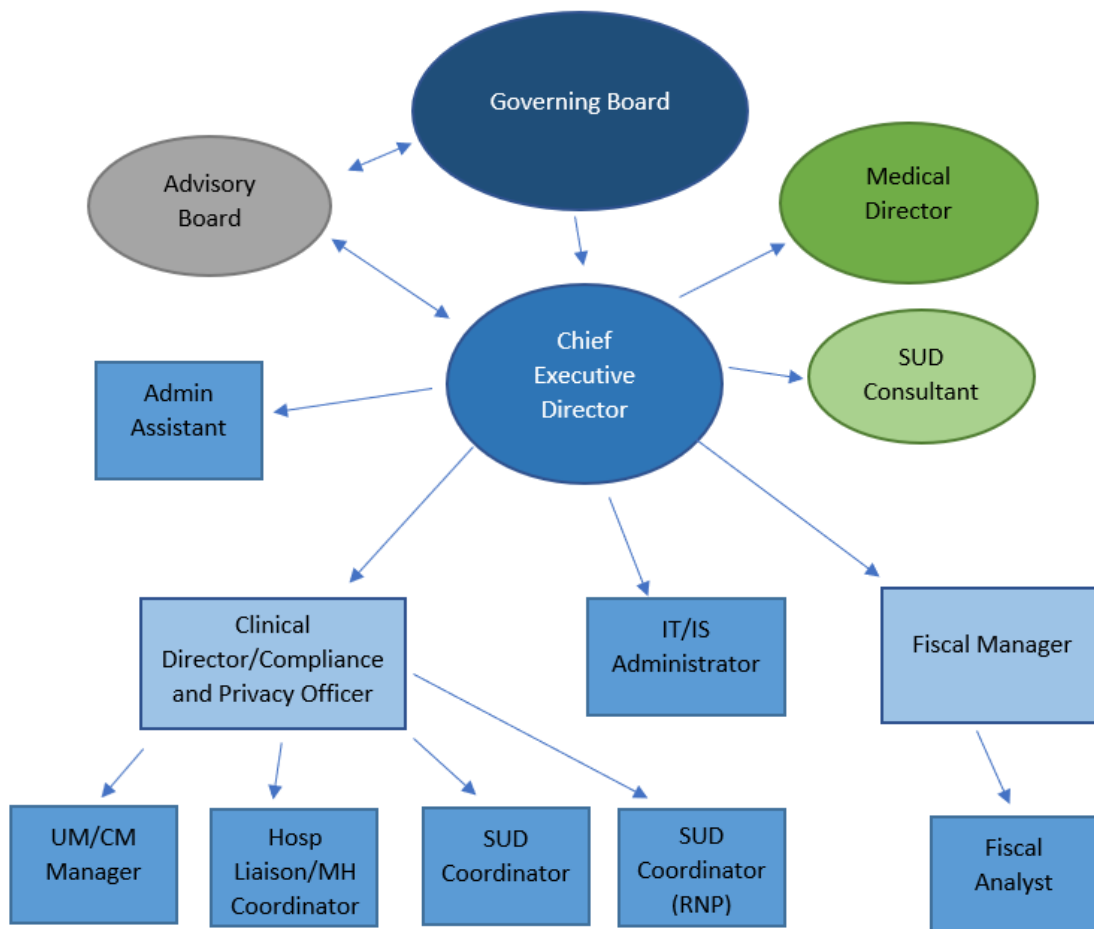 Governing Board
Advisory
Board
Medical
Director
Chief
Executive
Director
SUD
Consultant
Admin
Assistant
Clinical
Director/Compliance
and Privacy Officer
IT/IS
Administrator
Fiscal Manager
UM/CM
Manager
Hosp
Liaison/MH
Coordinator
SUD
Coordinator
SUD
Coordinator
(RNP)
Fiscal
Analyst